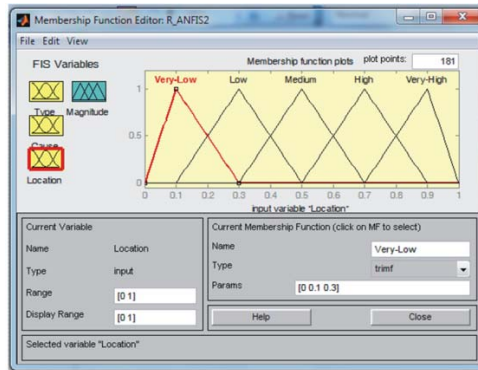 Membership Function Editor: R_ANFIS2
File Edit View
FIS Variables
Membership function plots
plot points:
181
Type
Magnitude
Cause
Location
Very-Low
Low
Medium
High
Very-High
1
0.5
0
0
0.1
0.2
0.3
0.4
0.5
0.6
0.7
0.8
0.9
1
input variable "Location"
Current Variable
Name
Location
Type
input
Range
[0 1]
Display Range
[0 1]
Current Membership Function (click on MF to select)
Name
Very-Low
Type
trimf
Params
[0 0.1 0.3]
Help
Close
Selected variable "Location"